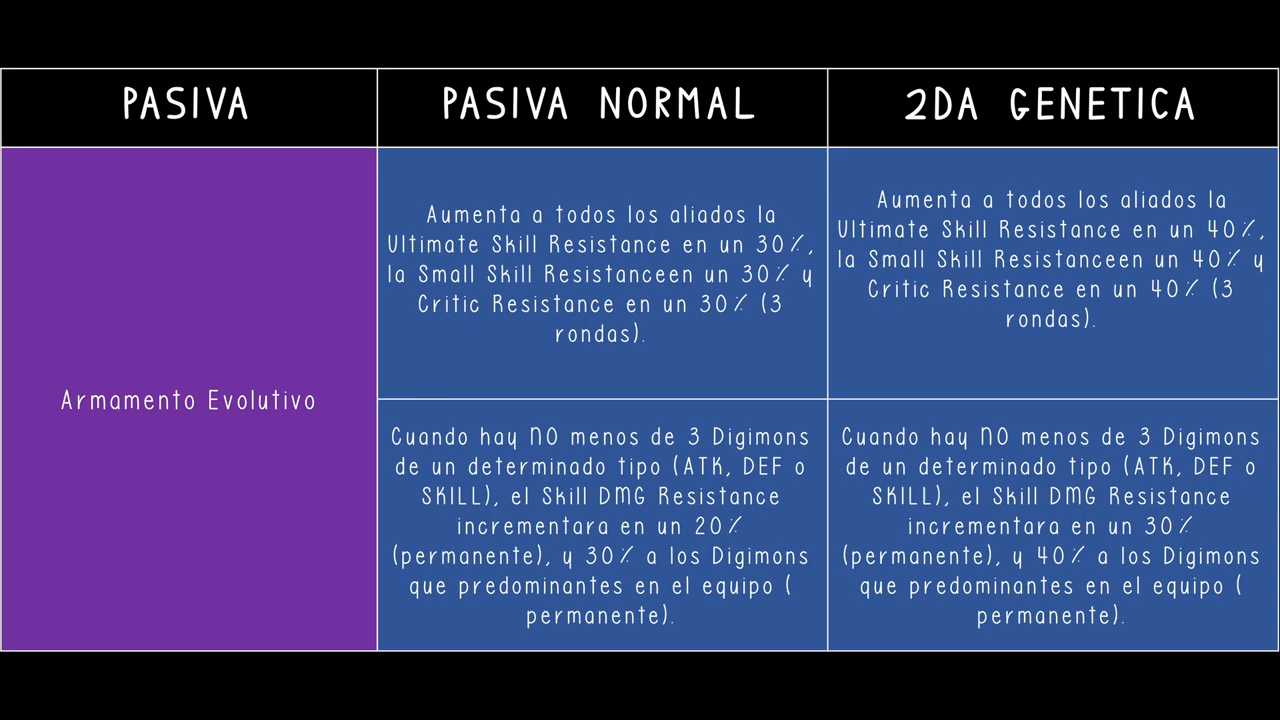 PASIVA
PASIVA NORMAL
2DA GENETICA
Armamento Evolutivo
Aumenta a todos los aliados la
Ultimate Skill Resistance en un 30%,
la Small Skill Resistanceen un 30% y
Critic Resistance en un 30% (3
rondas).
Aumenta a todos los aliados la
Ultimate Skill Resistance en un 40%,
la Small Skill Resistanceen un 40% y
Critic Resistance en un 40% (3
rondas).
Cuando hay NO menos de 3 Digimons
de un determinado tipo (ATK, DEF o
SKILL), el Skill DMG Resistance
incrementara en un 20%
(permanente), y 30% a los Digimons
que predominantes en el equipo (
permanente).
Cuando hay NO menos de 3 Digimons
de un determinado tipo (ATK, DEF o
SKILL), el Skill DMG Resistance
incrementara en un 30%
(permanente), y 40% a los Digimons
que predominantes en el equipo (
permanente).